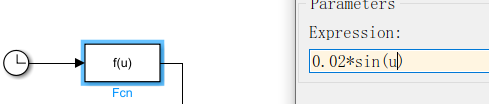 Parameters
Expression:
f(u)
0.02*sin(u)
Fcn